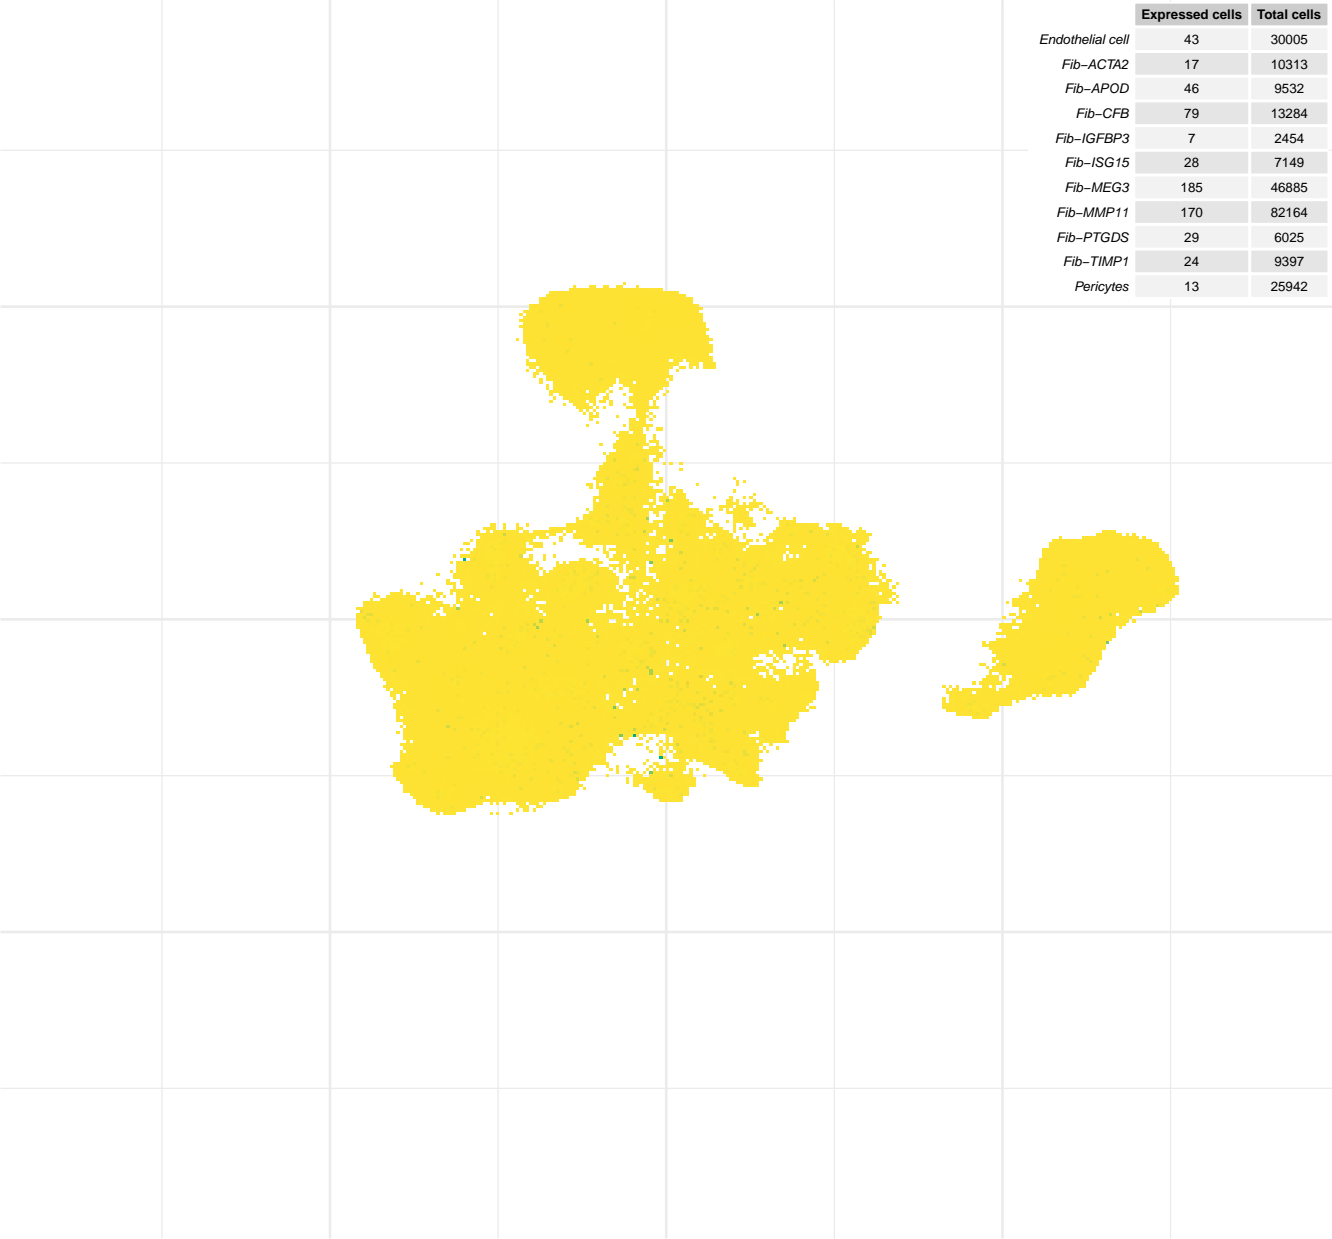 Expressed cells Total cells
Endothelial cell 43 30005
Fib−ACTA2 17 10313
Fib−APOD 46 9532
Fib−CFB 79 13284
Fib−IGFBP3 7 2454
Fib−ISG15 28 7149
Fib−MEG3 185 46885
Fib−MMP11 170 82164
Fib−PTGDS 29 6025
Fib−TIMP1 24 9397
Pericytes 13 25942